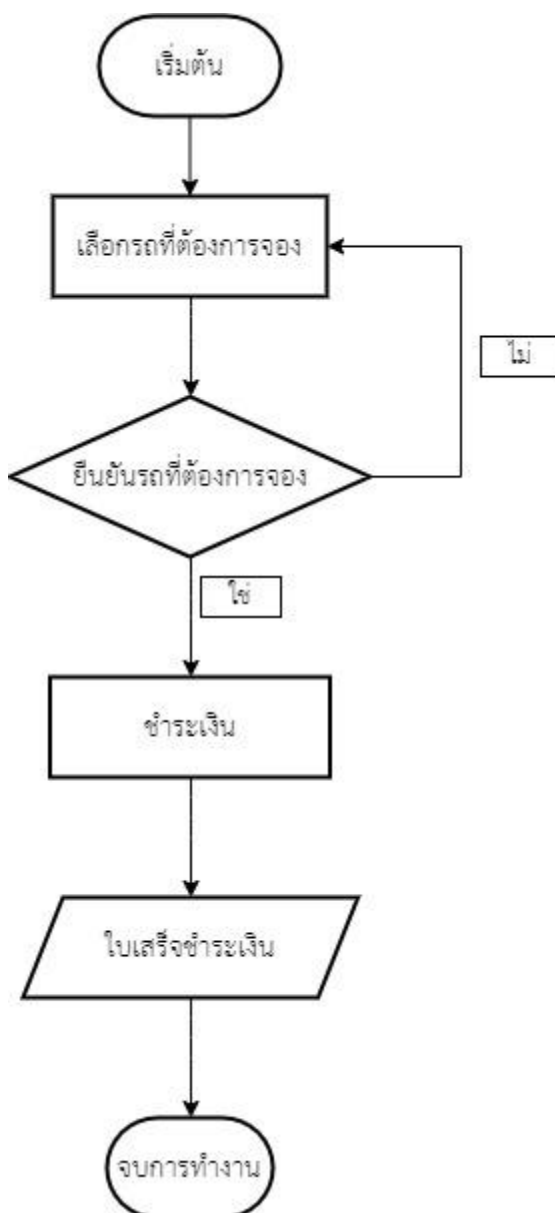 เริ่มต้น
เลือกรถที่ต้องการจอง
ไม่
ยืนยันรถที่ต้องการจอง
ใช่
ชำระเงิน
ใบเสร็จชำระเงิน
จบการทำงาน